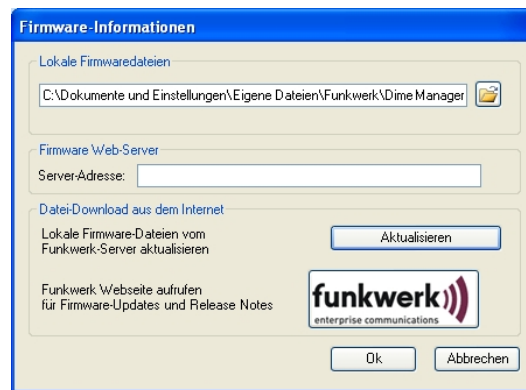 Firmware-Informationen
Lokale Firmwaredateien
C:\Dokumente und Einstellungen\Eigene Dateien\Funkwerk\Dime Manager
Firmware Web-Server
Server-Adresse:
Datei-Download aus dem Internet
Lokale Firmware-Dateien vom
Funkwerk-Server aktualisieren
Aktualisieren
Funkwerk Webseite aufrufen
für Firmware-Updates und Release Notes
funkwerk
enterprise communications
Ok
Abbrechen